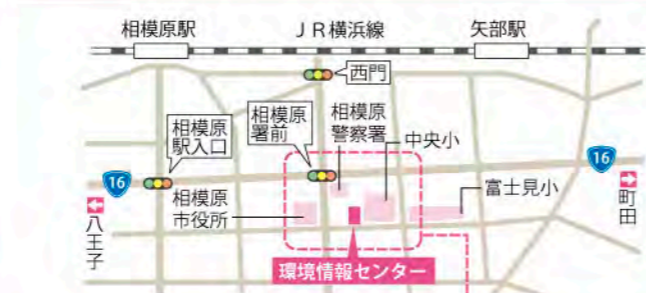 相模原駅
JR横浜線
矢部駅
西門
相模原
駅入口
相模原
署前
相模原
警察署
中央小
16
16
富士見小
相模原
市役所
八王子
町田
環境情報センター